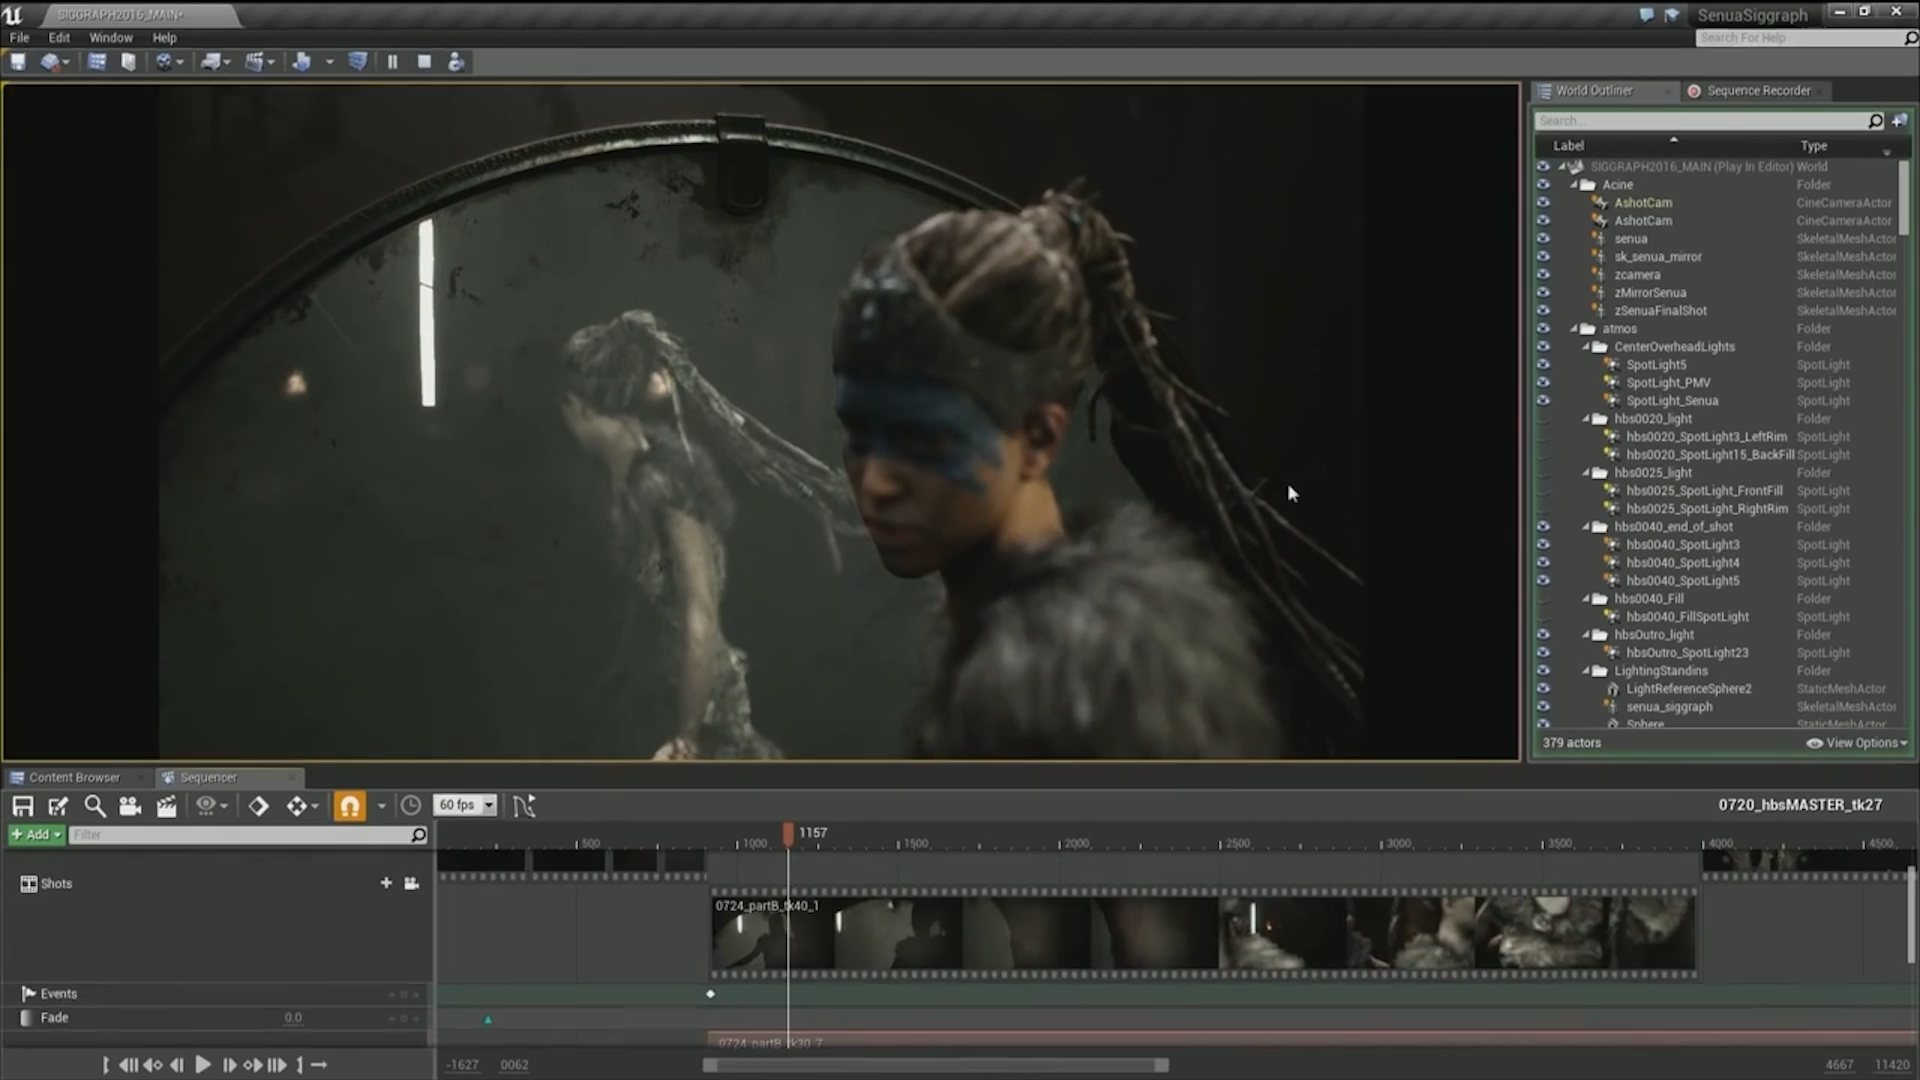 SIGGRAPH2016_MAIN*
SenuaSiggraph
File Edit Window Help
Search For Help
World Outliner
Sequence Recorder
Search...
Label Type
SIGGRAPH2016_MAIN (Play In Editor) World
Acine Folder
AshotCam CineCameraActor
AshotCam CineCameraActor
senua SkeletalMeshActor
sk_senua_mirror SkeletalMeshActor
zcamera SkeletalMeshActor
zMirrorSenua SkeletalMeshActor
zSenuaFinalShot SkeletalMeshActor
atmos Folder
CenterOverheadLights Folder
SpotLight5 SpotLight
SpotLight_PMV SpotLight
SpotLight_Senua SpotLight
hbs0020_light Folder
hbs0020_SpotLight3_LeftRim SpotLight
hbs0020_SpotLight15_BackFill SpotLight
hbs0025_light Folder
hbs0025_SpotLight_FrontFill SpotLight
hbs0025_SpotLight_RightRim SpotLight
hbs0040_end_of_shot Folder
hbs0040_SpotLight3 SpotLight
hbs0040_SpotLight4 SpotLight
hbs0040_SpotLight5 SpotLight
hbs0040_Fill Folder
hbs0040_FillSpotLight SpotLight
hbsOutro_light Folder
hbsOutro_SpotLight23 SpotLight
LightingStandins Folder
LightReferenceSphere2 StaticMeshActor
senua_siggraph SkeletalMeshActor
Sphere StaticMeshActor
379 actors View Options
Content Browser Sequencer
60 fps
0720_hbsMASTER_tk27
Add Filter
1157
500 1000 1500 2000 2500 3000 3500 4000 4500
Shots
0724_partB_tk40_1
Events
Fade 0.0
0724_partB_tk30_7
-1627 0062 4667 11420